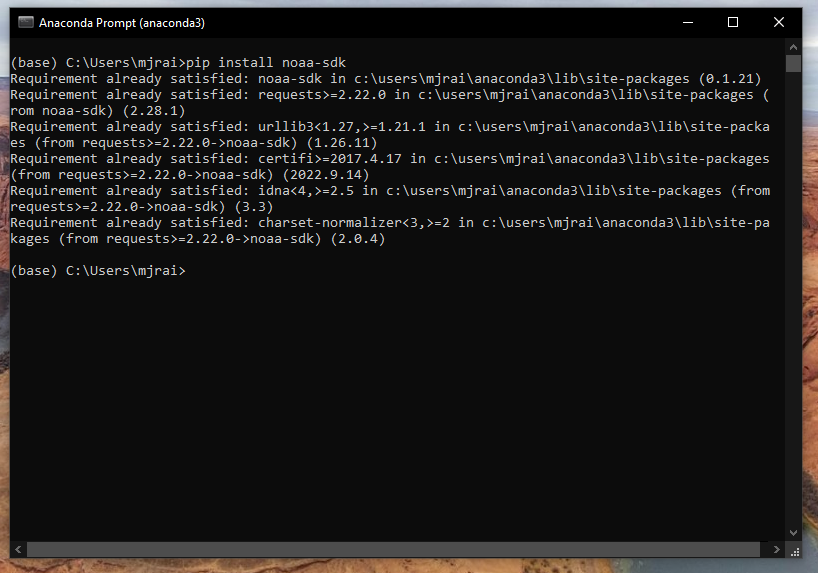 Anaconda Prompt (anaconda3)
(base) C:\Users\mjrai>pip install noaa-sdk
Requirement already satisfied: noaa-sdk in c:\users\mjrai\anaconda3\lib\site-packages (0.1.21)
Requirement already satisfied: requests>=2.22.0 in c:\users\mjrai\anaconda3\lib\site-packages (
rom noaa-sdk) (2.28.1)
Requirement already satisfied: urllib3<1.27,>=1.21.1 in c:\users\mjrai\anaconda3\lib\site-packa
es (from requests>=2.22.0->noaa-sdk) (1.26.11)
Requirement already satisfied: certifi>=2017.4.17 in c:\users\mjrai\anaconda3\lib\site-packages
(from requests>=2.22.0->noaa-sdk) (2022.9.14)
Requirement already satisfied: idna<4,>=2.5 in c:\users\mjrai\anaconda3\lib\site-packages (from
requests>=2.22.0->noaa-sdk) (3.3)
Requirement already satisfied: charset-normalizer<3,>=2 in c:\users\mjrai\anaconda3\lib\site-pa
kages (from requests>=2.22.0->noaa-sdk) (2.0.4)
(base) C:\Users\mjrai>